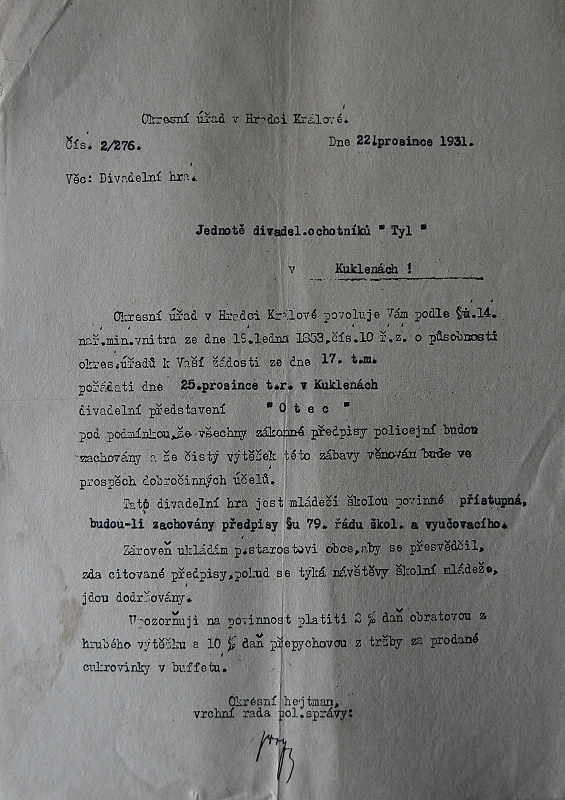 Okresní úřad v Hradci Králové.
Čís. 2/276. Dne 22.prosince 1931.
Věc: Divadelní hra.
Jednotě divadel.ochotníků " Tyl "
v Kuklenách !
Okresní úřad v Hradci Králové povoluje Vám podle §u.14.
nař.min.vnitra ze dne 19.ledna 1853.čís.10 ř.z. o působnosti
okres.úřadů k Vaší žádosti ze dne 17. t.m.
pořádati dne 25.prosince t.r. v Kuklenách
divadelní představení " O t e c "
pod podmínkou,že všechny zákonné předpisy policejní budou
zachovány a že čistý výtěžek této zábavy věnován bude ve
prospěch dobročinných účelů.
Tato divadelní hra jest mládeži školou povinné přístupná,
budou-li zachovány předpisy §u 79. řádu škol. a vyučovacího.
Zároveň ukládám p.starostovi obce,aby se přesvědčil,
zda citované předpisy,pokud se týká návštěvy školní mládeže,
jdou dodržovány.
Upozorňuji na povinnost platiti 2 % daň obratovou z
hrubého výtěžku a 10 % daň přepychovou z tržby za prodané
cukrovinky v buffetu.
Okresní hejtman,
vrchní rada pol.správy: